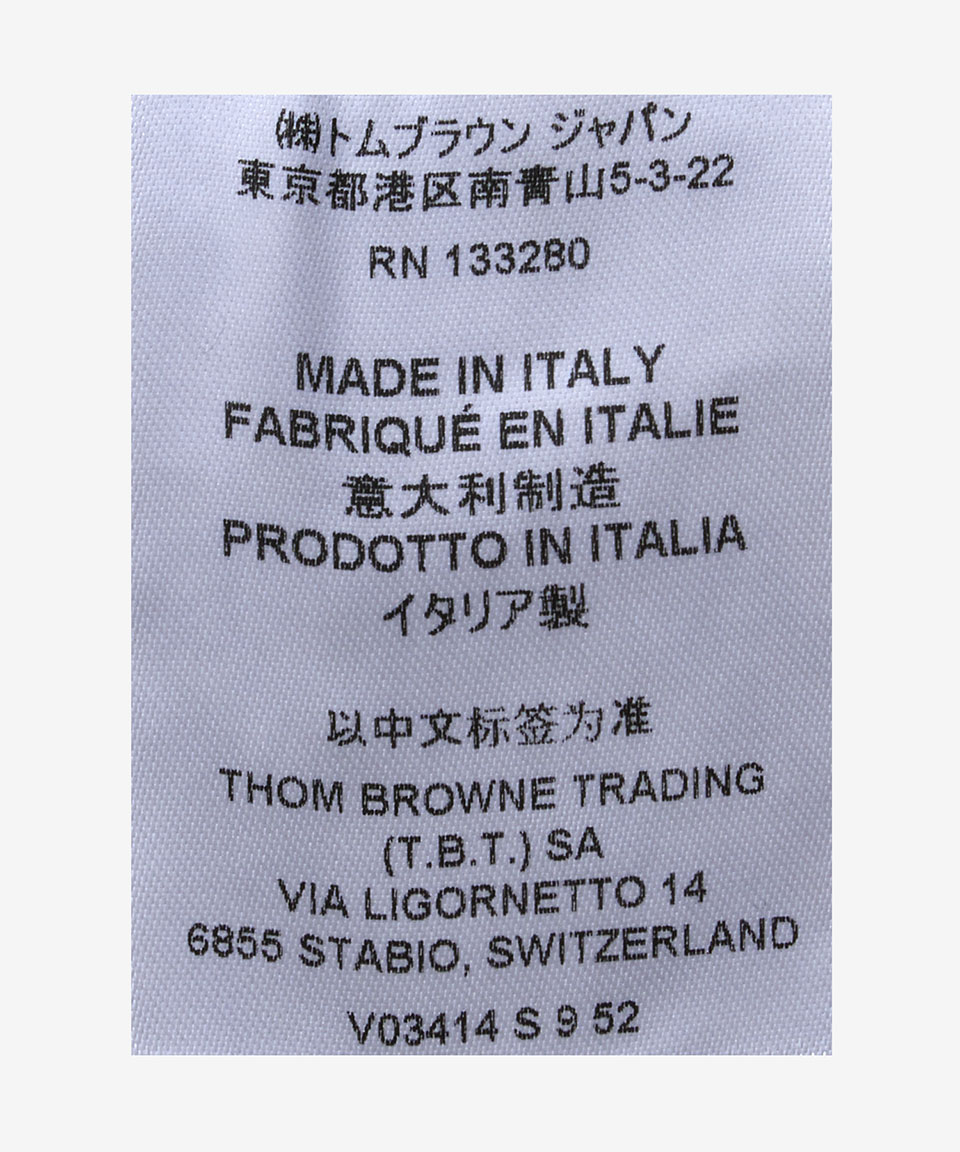 ㈱トムブラウン ジャパン
東京都港区南青山5-3-22
RN 133280
MADE IN ITALY
FABRIQUÉ EN ITALIE
意大利制造
PRODOTTO IN ITALIA
イタリア製
以中文标签为准
THOM BROWNE TRADING
(T.B.T.) SA
VIA LIGORNETTO 14
6855 STABIO, SWITZERLAND
V03414 S 9 52